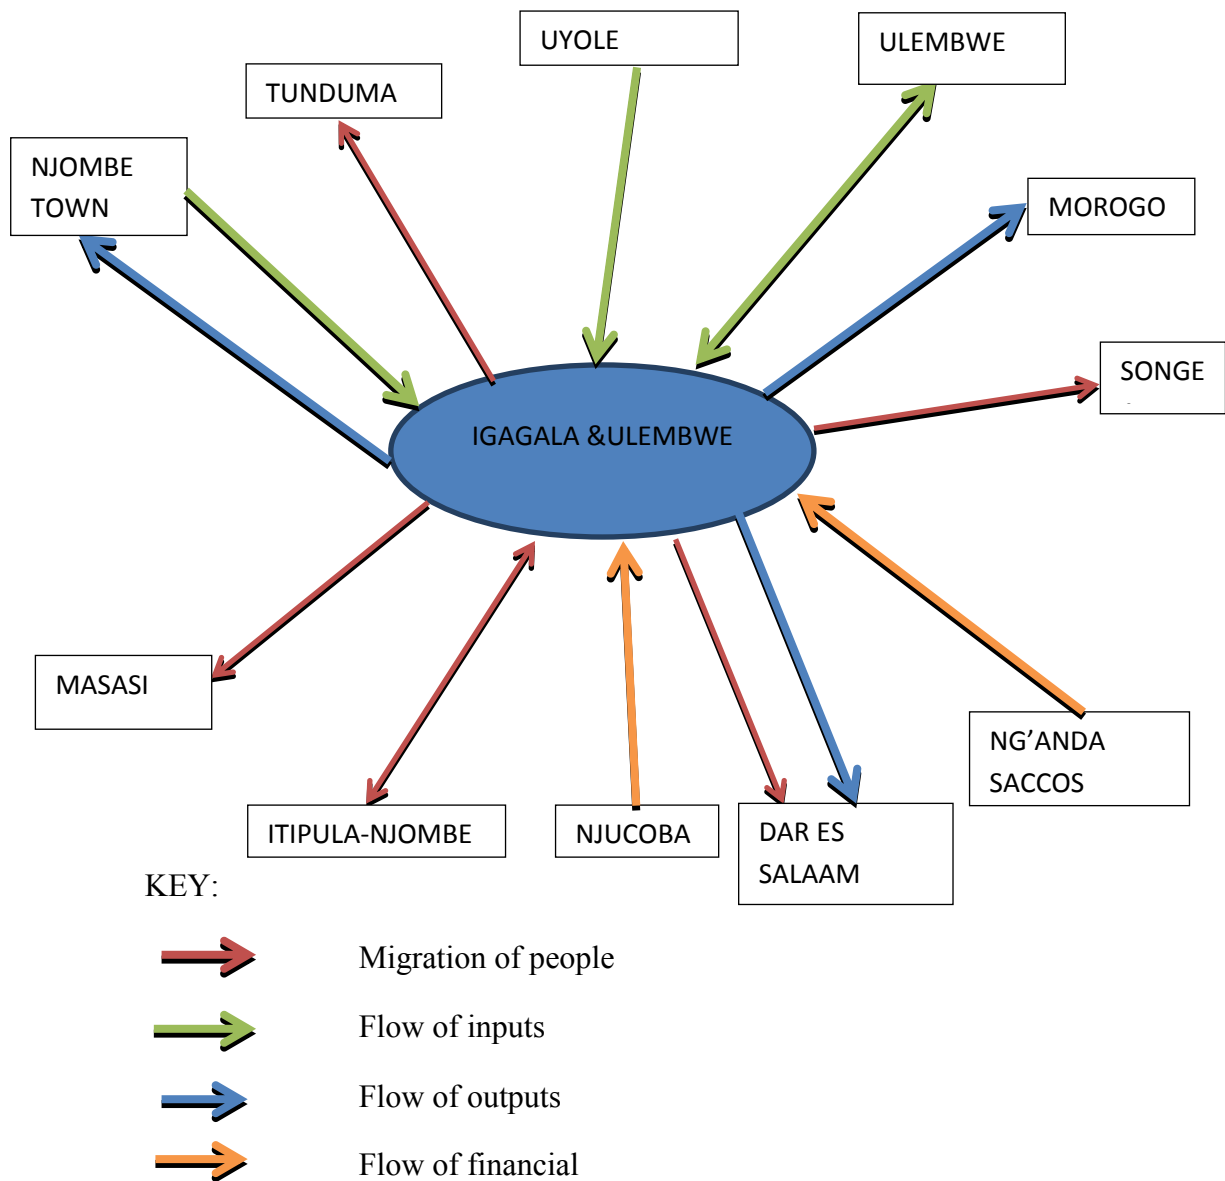 UYOLE
ULEMBWE
TUNDUMA
NJOMBE
TOWN
MOROGO
SONGE
IGAGALA &ULEMBWE
MASASI
NG’ANDA
SACCOS
ITIPULA-NJOMBE
NJUCOBA
DAR ES
SALAAM
KEY:
Migration of people
Flow of inputs
Flow of outputs
Flow of financial